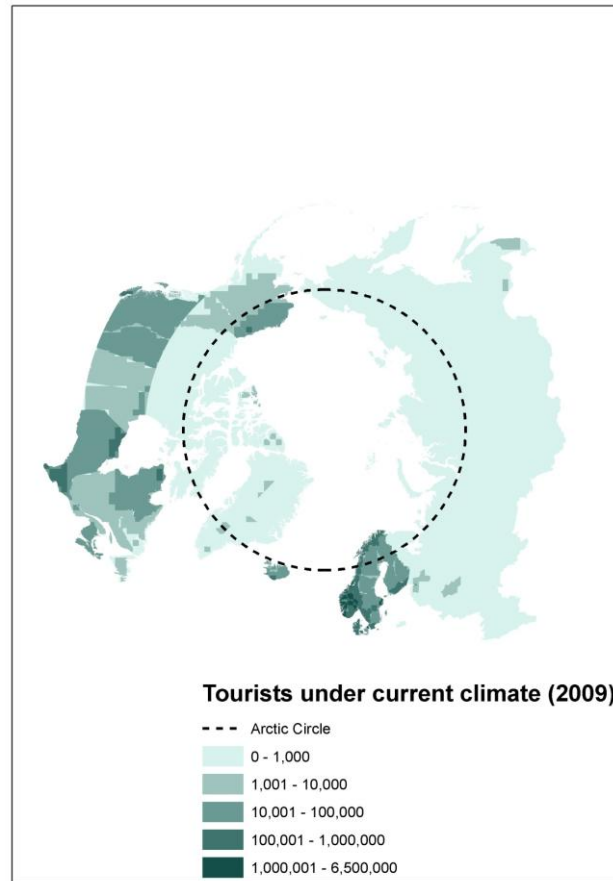 Tourists under current climate (2009)
Arctic Circle
0 - 1,000
1,001 - 10,000
10,001 - 100,000
100,001 - 1,000,000
1,000,001 - 6,500,000